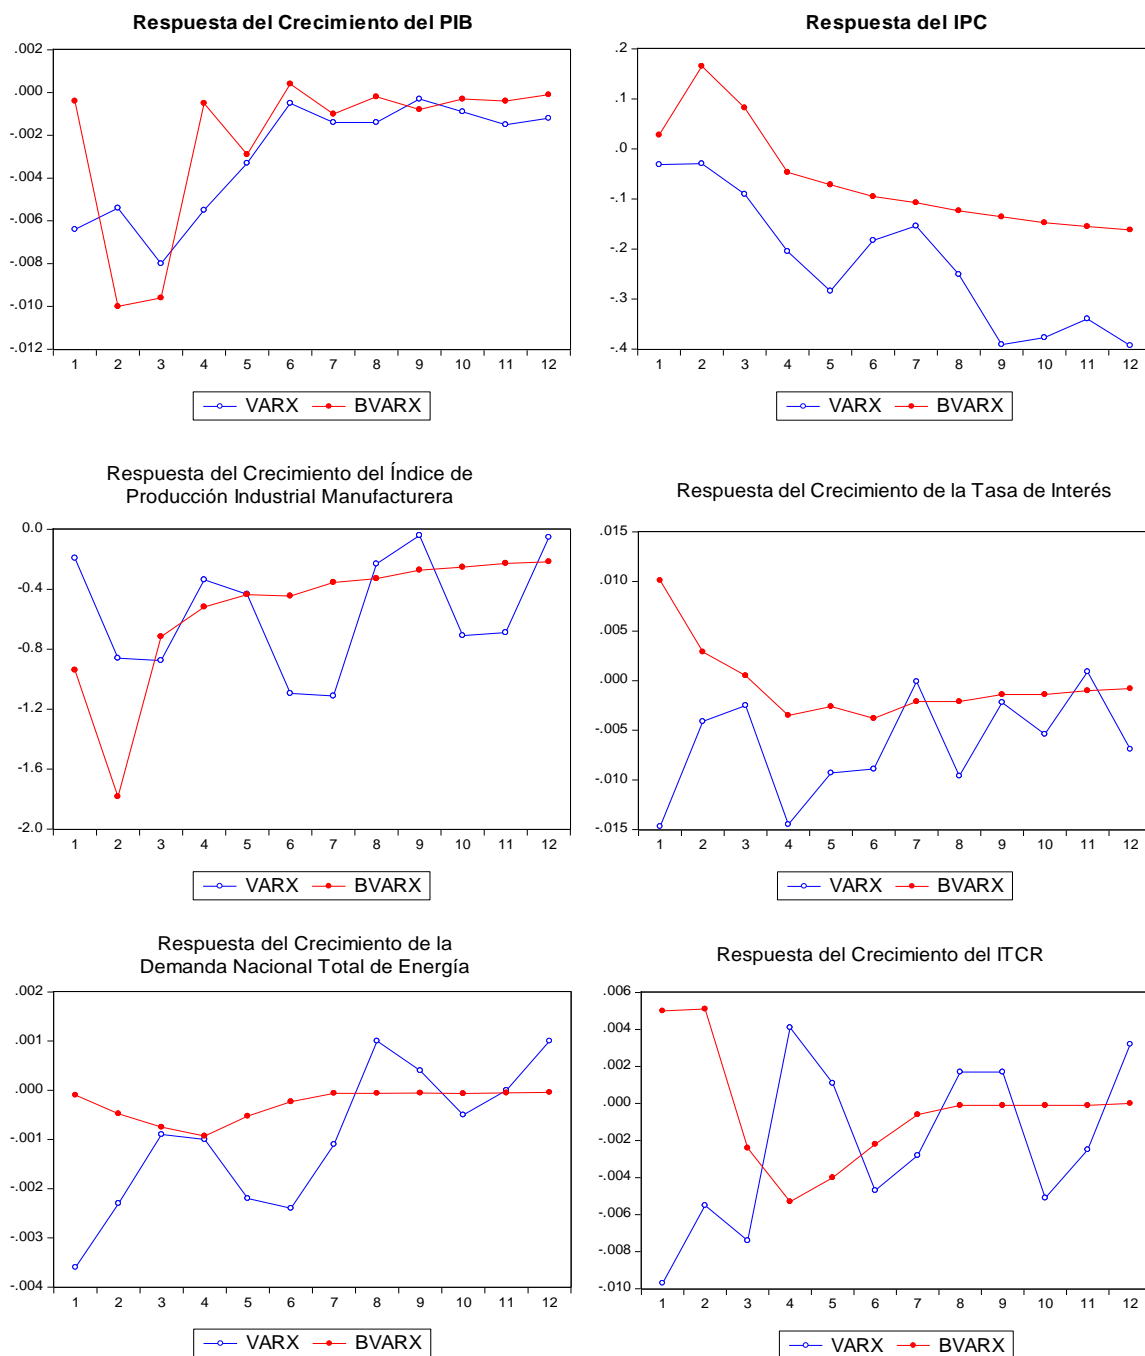 Respuesta del Crecimiento del PIB
.002
.000
-.002
-.004
-.006
-.008
-.010
-.012
1 2 3 4 5 6 7 8 9 10 11 12
VARX BVARX
Respuesta del IPC
.2
.1
.0
-.1
-.2
-.3
-.4
1 2 3 4 5 6 7 8 9 10 11 12
VARX BVARX
Respuesta del Crecimiento del Índice de
Producción Industrial Manufacturera
0.0
-0.4
-0.8
-1.2
-1.6
-2.0
1 2 3 4 5 6 7 8 9 10 11 12
VARX BVARX
Respuesta del Crecimiento de la Tasa de Interés
.015
.010
.005
.000
-.005
-.010
-.015
1 2 3 4 5 6 7 8 9 10 11 12
VARX BVARX
Respuesta del Crecimiento de la
Demanda Nacional Total de Energía
.002
.001
.000
-.001
-.002
-.003
-.004
1 2 3 4 5 6 7 8 9 10 11 12
VARX BVARX
Respuesta del Crecimiento del ITCR
.006
.004
.002
.000
-.002
-.004
-.006
-.008
-.010
1 2 3 4 5 6 7 8 9 10 11 12
VARX BVARX